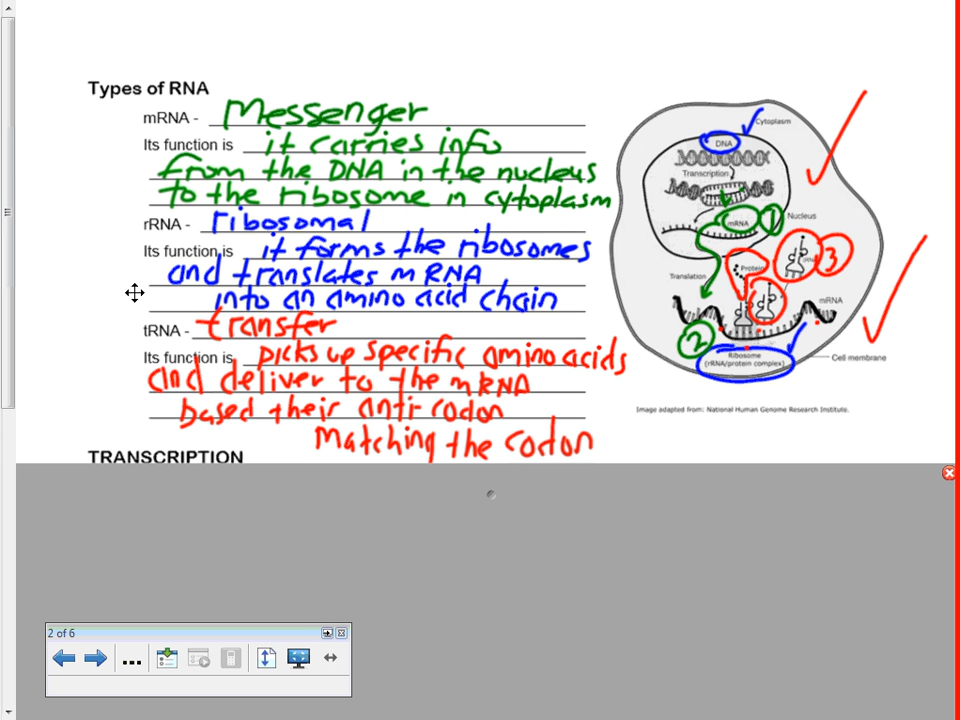 Types of RNA
mRNA - Messenger
Its function is it carries info
from the DNA in the nucleus
to the ribosome in cytoplasm
rRNA - ribosomal
Its function is it forms the ribosomes
and translates mRNA
into an amino acid chain
tRNA - transfer
Its function is picks up specific amino acids
and deliver to the mRNA
based their anti-codon
Matching the codon
TRANSCRIPTION
Cytoplasm
DNA
Transcription
mRNA
1
Nucleus
Protein
3
Translation
mRNA
2
Ribosome
(rRNA/protein complex)
Cell membrane
Image adapted from: National Human Genome Research Institute.
2 of 6